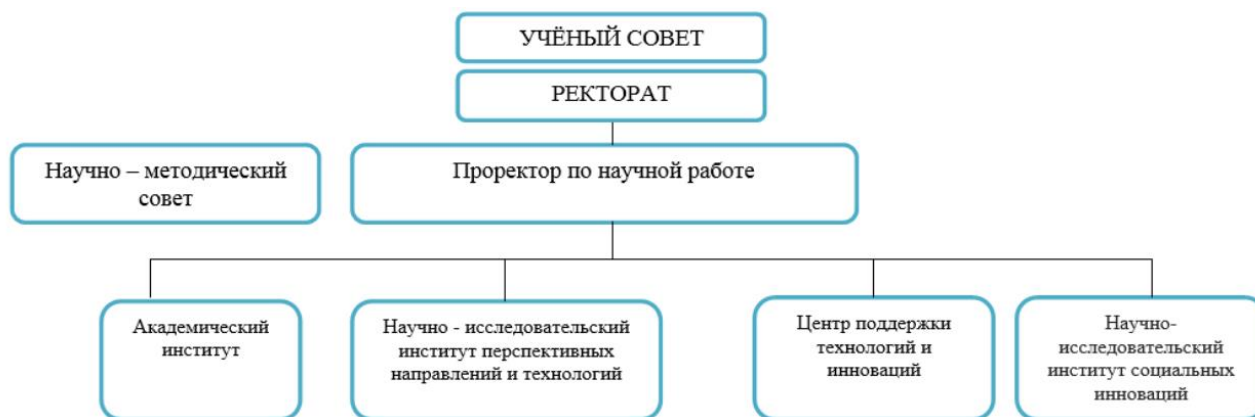 УЧЁНЫЙ СОВЕТ
РЕКТОРАТ
Научно – методический
совет
Проректор по научной работе
Академический
институт
Научно - исследовательский
институт перспективных
направлений и технологий
Центр поддержки
технологий и
инноваций
Научно-
исследовательский
институт социальных
инноваций